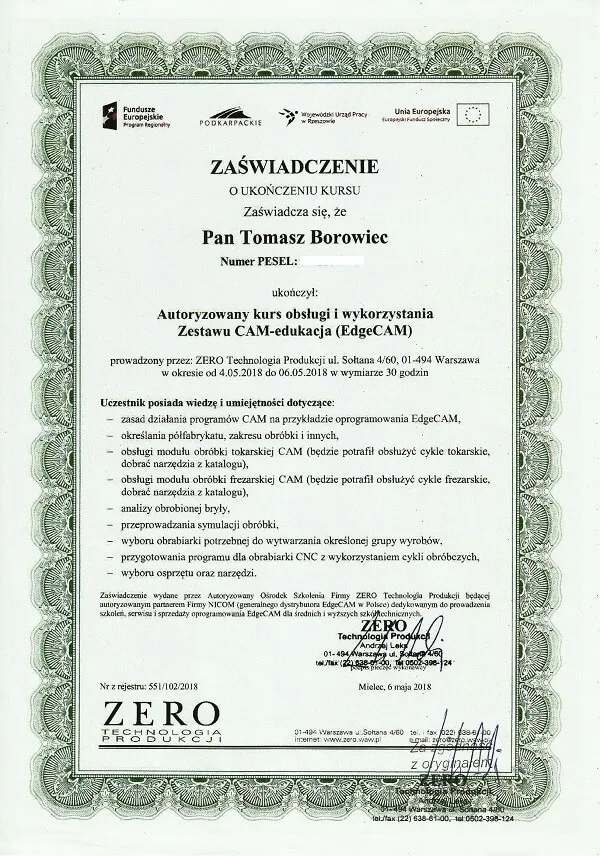 Fundusze
Europejskie
Program Regionalny
PODKARPACKIE
Wojewódzki Urząd Pracy
w Rzeszowie
Unia Europejska
Europejski Fundusz Społeczny
ZAŚWIADCZENIE
O UKOŃCZENIU KURSU
Zaświadcza się, że
Pan Tomasz Borowiec
Numer PESEL:
ukończył:
Autoryzowany kurs obsługi i wykorzystania
Zestawu CAM-edukacja (EdgeCAM)
prowadzony przez: ZERO Technologia Produkcji ul. Sołtana 4/60, 01-494 Warszawa
w okresie od 4.05.2018 do 06.05.2018 w wymiarze 30 godzin
Uczestnik posiada wiedzę i umiejętności dotyczące:
– zasad działania programów CAM na przykładzie oprogramowania EdgeCAM,
– określania półfabrykatu, zakresu obróbki i innych,
– obsługi modułu obróbki tokarskiej CAM (będzie potrafił obsłużyć cykle tokarskie,
dobrać narzędzia z katalogu),
– obsługi modułu obróbki frezarskiej CAM (będzie potrafił obsłużyć cykle frezarskie,
dobrać narzędzia z katalogu),
– analizy obrobionej bryły,
– przeprowadzania symulacji obróbki,
– wyboru obrabiarki potrzebnej do wytwarzania określonej grupy wyrobów,
– przygotowania programu dla obrabiarki CNC z wykorzystaniem cykli obróbczych,
– wyboru osprzętu oraz narzędzi.
Zaświadczenie wydane przez Autoryzowany Ośrodek Szkolenia Firmy ZERO Technologia Produkcji będącej
autoryzowanym partnerem Firmy NICOM (generalnego dystrybutora EdgeCAM w Polsce) dedykowanym do prowadzenia
szkoleń, serwisu i sprzedaży oprogramowania EdgeCAM dla średnich i wyższych szkół technicznych.
ZERO
Technologia Produkcji
Andrzej Leks
01-494 Warszawa ul. Sołtana 4/60
tel./fax (22) 638-61-00, tel 0502-398-124
podpis pieczęć wykonawcy
Nr z rejestru: 551/102/2018
Mielec, 6 maja 2018
ZERO
TECHNOLOGIA
PRODUKCJI
01-494 Warszawa ul.Sołtana 4/60 tel. i fax (022) 638-61-00
internet: www.zero.waw.pl e.mail: zero@zero.waw.pl
Za zgodność
z oryginałem
ZERO
Technologia Produkcji
Andrzej Leks
01-494 Warszawa ul. Sołtana 4/60
tel./fax (22) 638-61-00, tel 0502-398-124